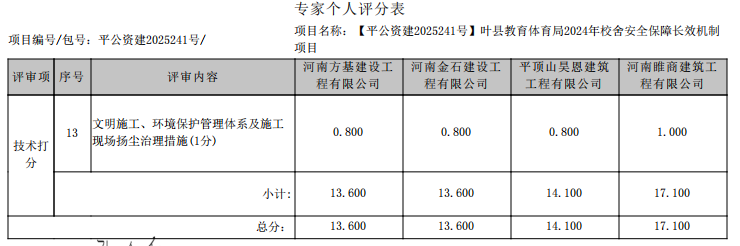 专家个人评分表
项目编号/包号：平公资建2025241号/
项目名称：【平公资建2025241号】叶县教育体育局2024年校舍安全保障长效机制
项目
评审项 序号 评审内容 河南方基建设工程有限公司 河南金石建设工程有限公司 平顶山昊恩建筑工程有限公司 河南睢商建筑工程有限公司
技术打分 13 文明施工、环境保护管理体系及施工现场扬尘治理措施(1分) 0.800 0.800 0.800 1.000
小计: 13.600 13.600 14.100 17.100
总分: 13.600 13.600 14.100 17.100